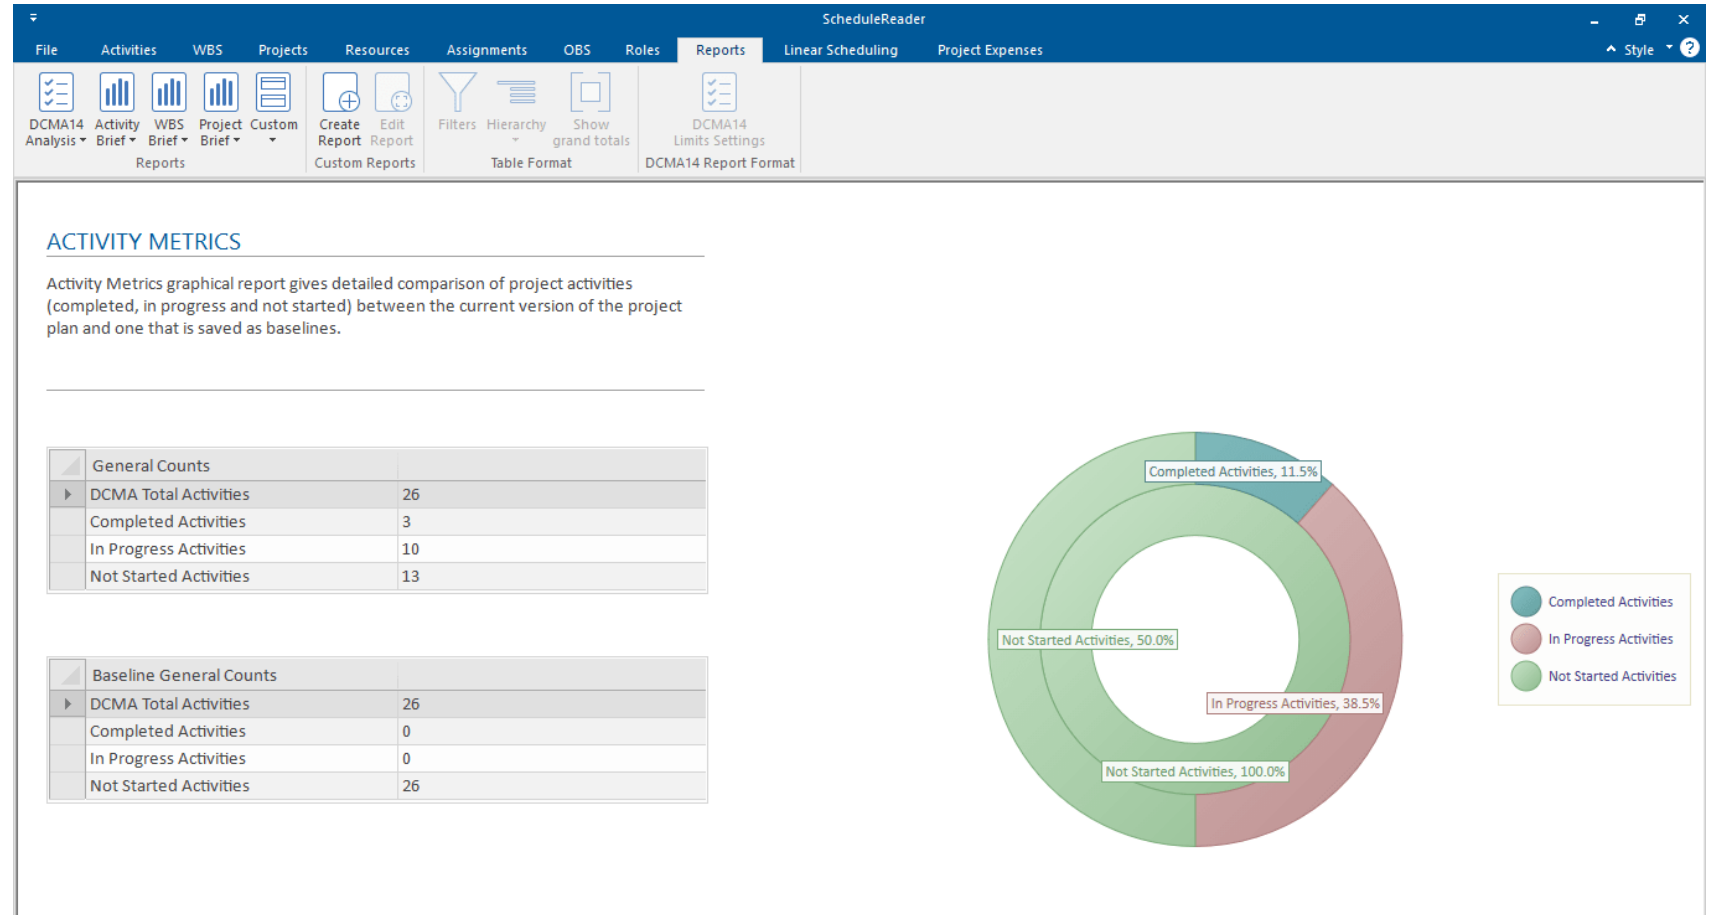 ScheduleReader
File Activities WBS Projects Resources Assignments OBS Roles Reports Linear Scheduling Project Expenses Style ?
DCMA14 Activity WBS Project Custom Create Edit Filters Hierarchy Show DCMA14
Analysis Brief Brief Brief Report Report grand totals Limits Settings
Reports Custom Reports Table Format DCMA14 Report Format
ACTIVITY METRICS
Activity Metrics graphical report gives detailed comparison of project activities
(completed, in progress and not started) between the current version of the project
plan and one that is saved as baselines.
General Counts
DCMA Total Activities 26
Completed Activities 3
In Progress Activities 10
Not Started Activities 13
Baseline General Counts
DCMA Total Activities 26
Completed Activities 0
In Progress Activities 0
Not Started Activities 26
Completed Activities, 11.5%
Not Started Activities, 50.0%
In Progress Activities, 38.5%
Not Started Activities, 100.0%
Completed Activities
In Progress Activities
Not Started Activities